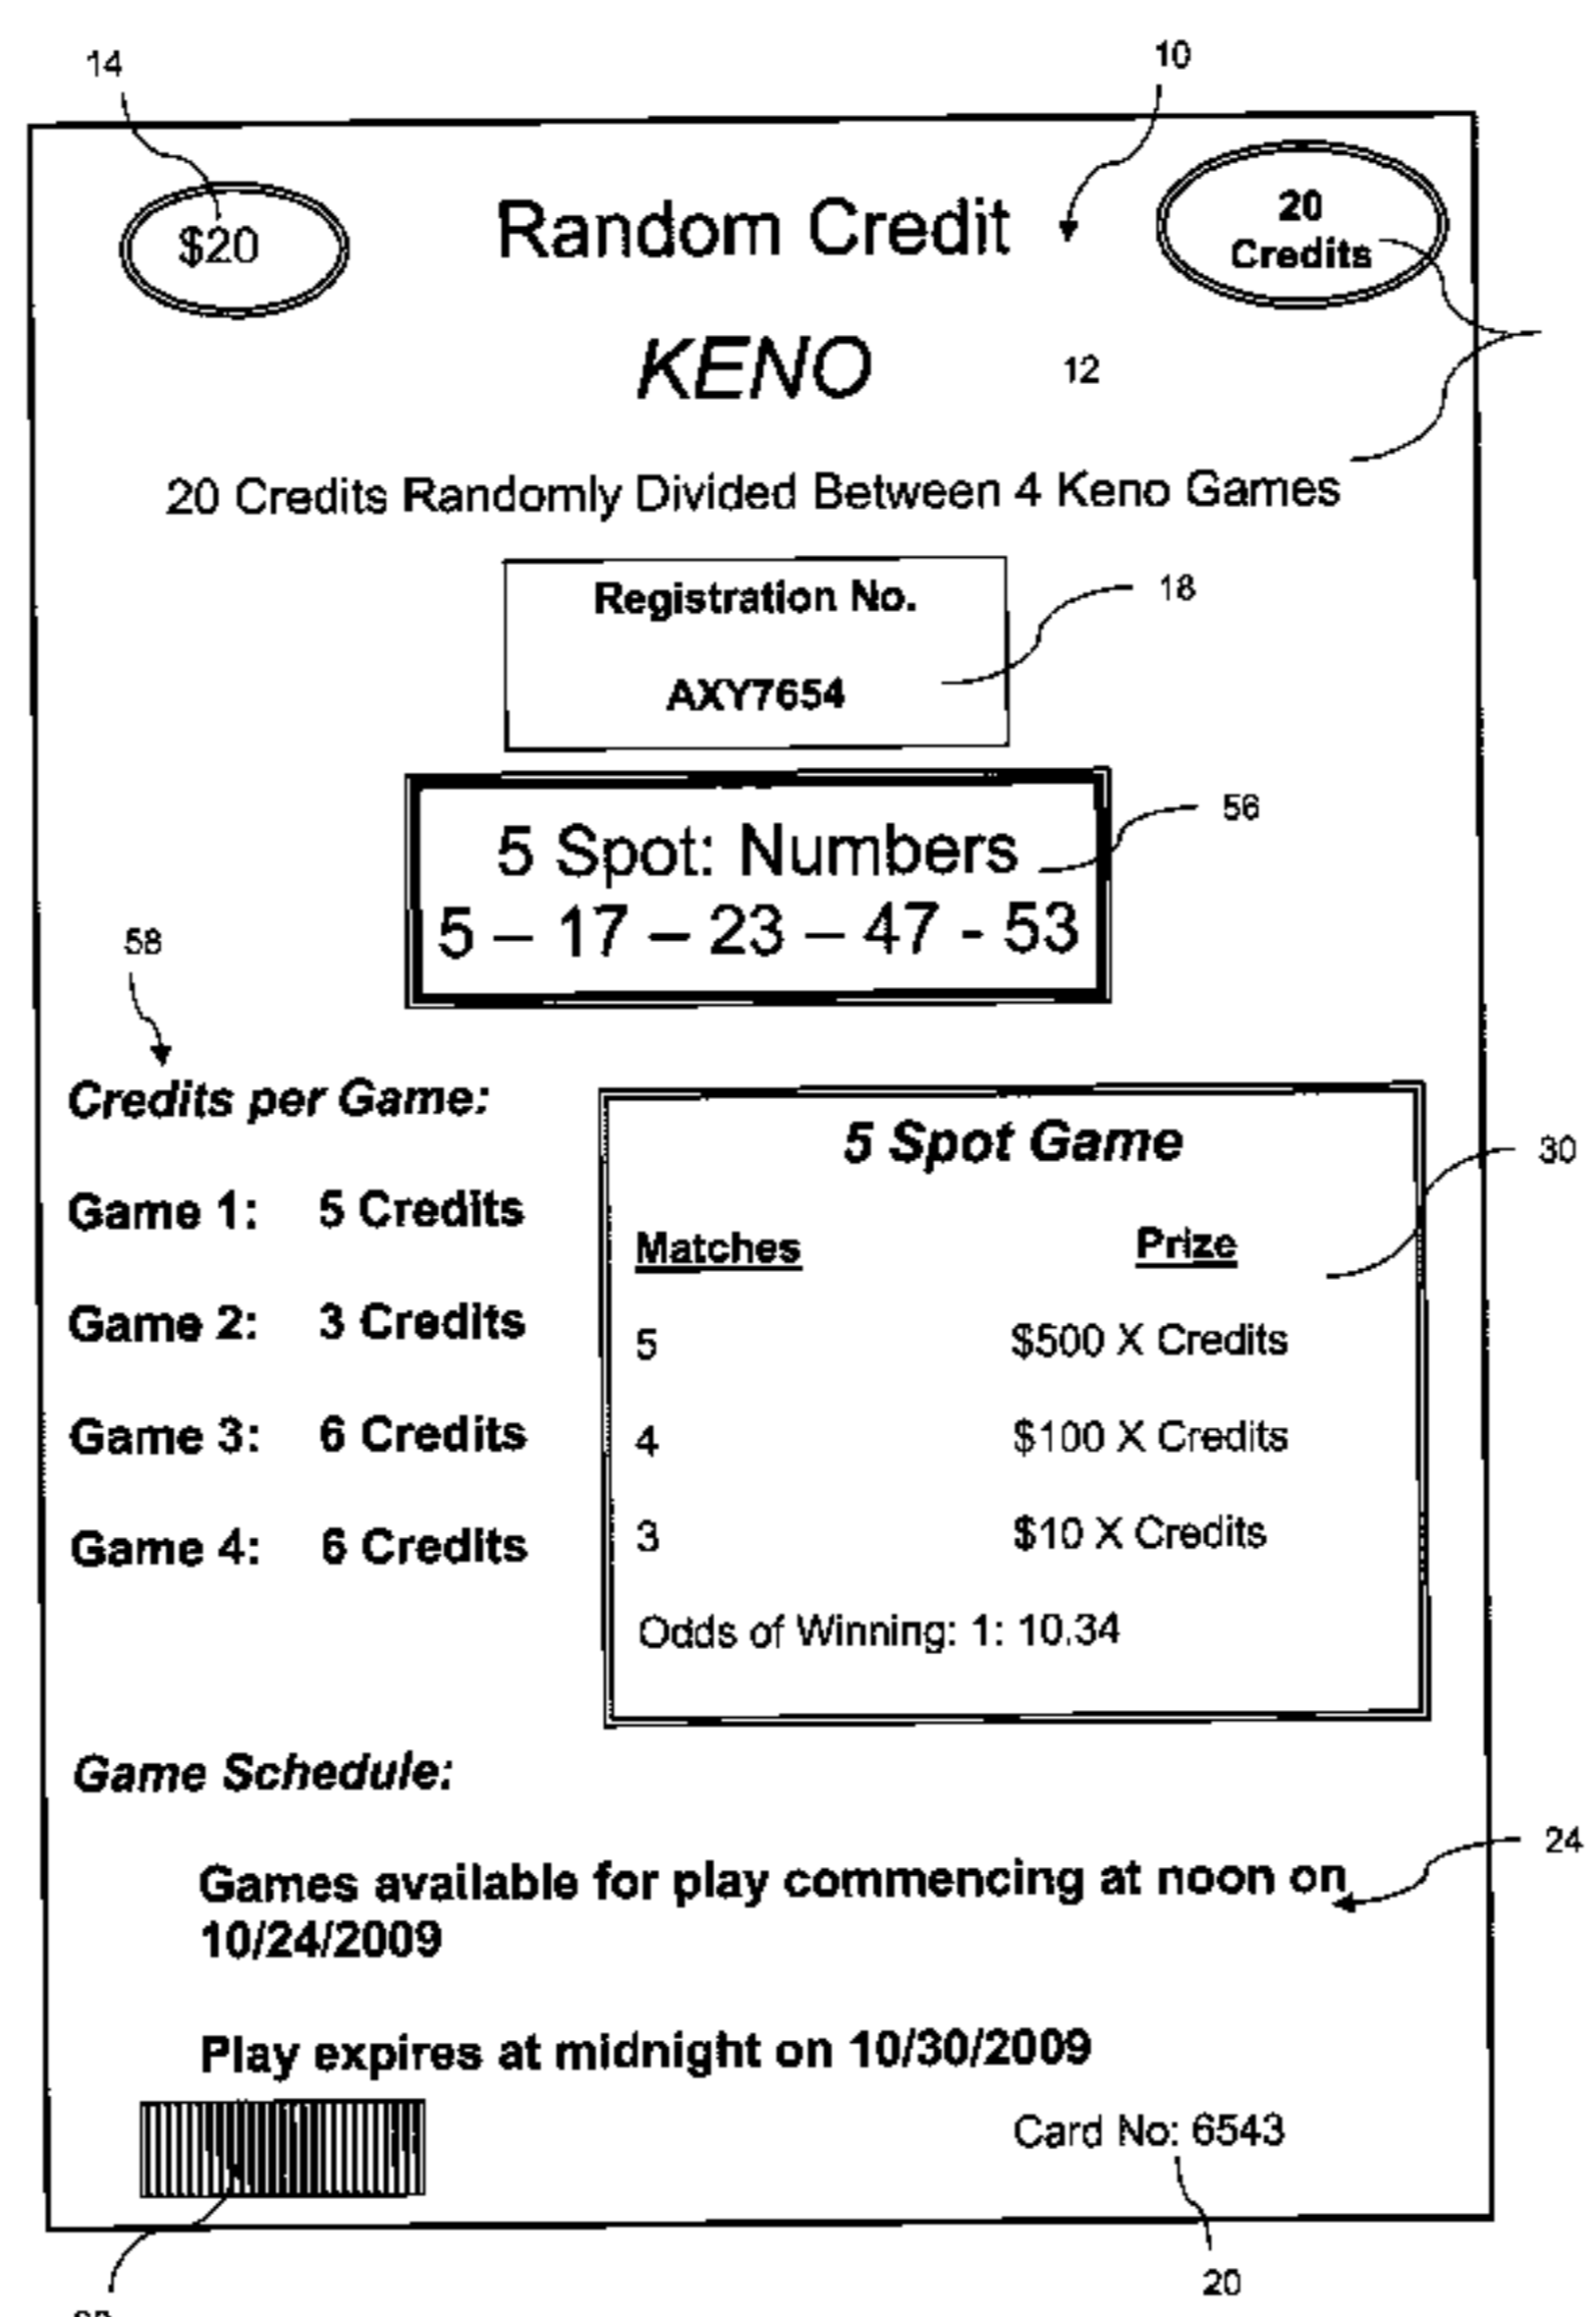 14
10
$20
Random Credit
20
Credits
KENO
12
20 Credits Randomly Divided Between 4 Keno Games
Registration No.
18
AXY7654
5 Spot: Numbers
56
5 – 17 – 23 – 47 - 53
58
Credits per Game:
Game 1: 5 Credits
Game 2: 3 Credits
Game 3: 6 Credits
Game 4: 6 Credits
5 Spot Game
30
Matches Prize
5 $500 X Credits
4 $100 X Credits
3 $10 X Credits
Odds of Winning: 1: 10.34
Game Schedule:
24
Games available for play commencing at noon on
10/24/2009
Play expires at midnight on 10/30/2009
Card No: 6543
20